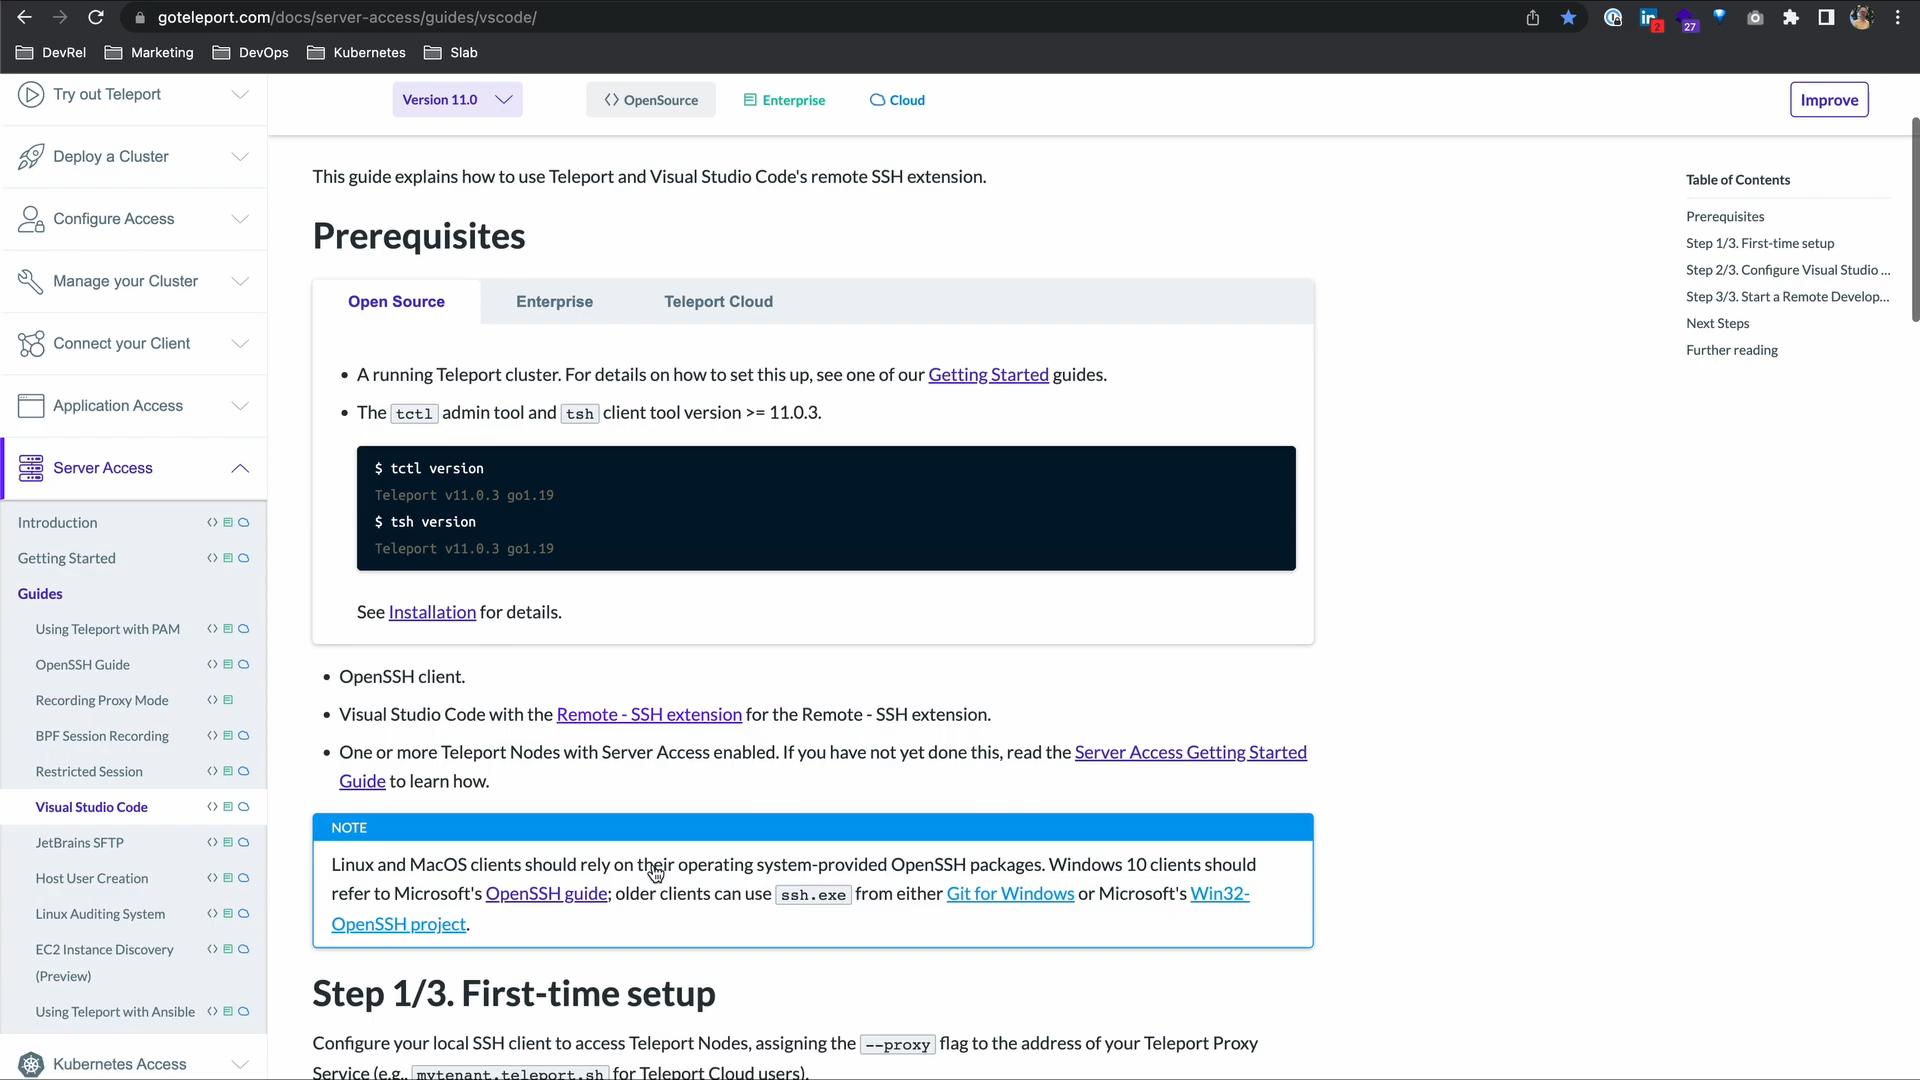 goteleport.com/docs/server-access/guides/vscode/
2
27
DevRel
Marketing
DevOps
Kubernetes
Slab
Try out Teleport
Deploy a Cluster
Configure Access
Manage your Cluster
Connect your Client
Application Access
Server Access
Introduction
Getting Started
Guides
Using Teleport with PAM
OpenSSH Guide
Recording Proxy Mode
BPF Session Recording
Restricted Session
Visual Studio Code
JetBrains SFTP
Host User Creation
Linux Auditing System
EC2 Instance Discovery
(Preview)
Using Teleport with Ansible
Kubernetes Access
Version 11.0
OpenSource
Enterprise
Cloud
Improve
This guide explains how to use Teleport and Visual Studio Code's remote SSH extension.
Prerequisites
Open Source
Enterprise
Teleport Cloud
• A running Teleport cluster. For details on how to set this up, see one of our Getting Started guides.
• The tctl admin tool and tsh client tool version >= 11.0.3.
$ tctl version
Teleport v11.0.3 go1.19
$ tsh version
Teleport v11.0.3 go1.19
See Installation for details.
• OpenSSH client.
• Visual Studio Code with the Remote - SSH extension for the Remote - SSH extension.
• One or more Teleport Nodes with Server Access enabled. If you have not yet done this, read the Server Access Getting Started
Guide to learn how.
NOTE
Linux and MacOS clients should rely on their operating system-provided OpenSSH packages. Windows 10 clients should
refer to Microsoft's OpenSSH guide; older clients can use ssh.exe from either Git for Windows or Microsoft's Win32-
OpenSSH project.
Step 1/3. First-time setup
Configure your local SSH client to access Teleport Nodes, assigning the --proxy flag to the address of your Teleport Proxy
Service (e.g., mytenant.teleport.sh for Teleport Cloud users).
Table of Contents
Prerequisites
Step 1/3. First-time setup
Step 2/3. Configure Visual Studio ...
Step 3/3. Start a Remote Develop...
Next Steps
Further reading